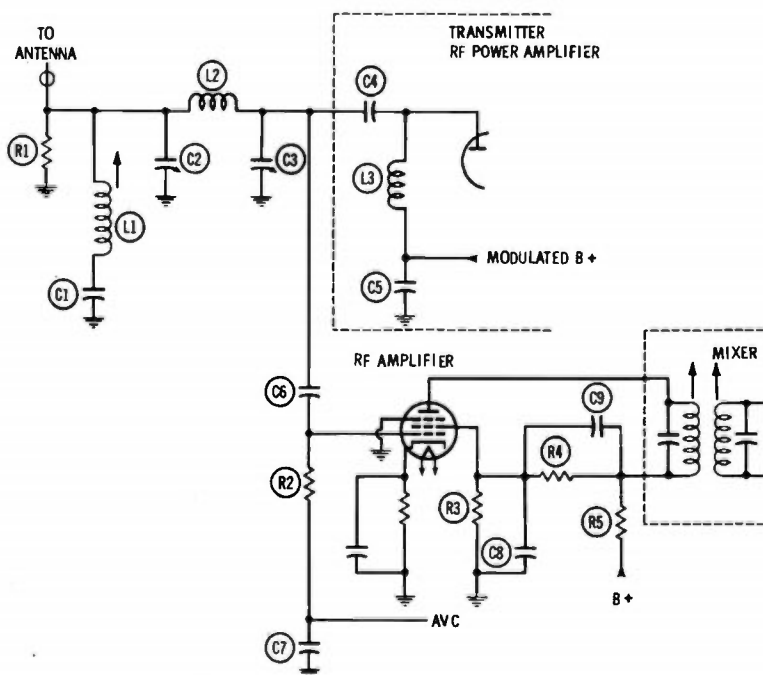 TO
ANTENNA
TRANSMITTER
RF POWER AMPLIFIER
L2
C4
R1
C2
C3
L3
L1
MODULATED B+
C5
C1
RF AMPLIFIER
MIXER
C6
C9
R4
R2
R3
R5
C8
B+
AVC
C7